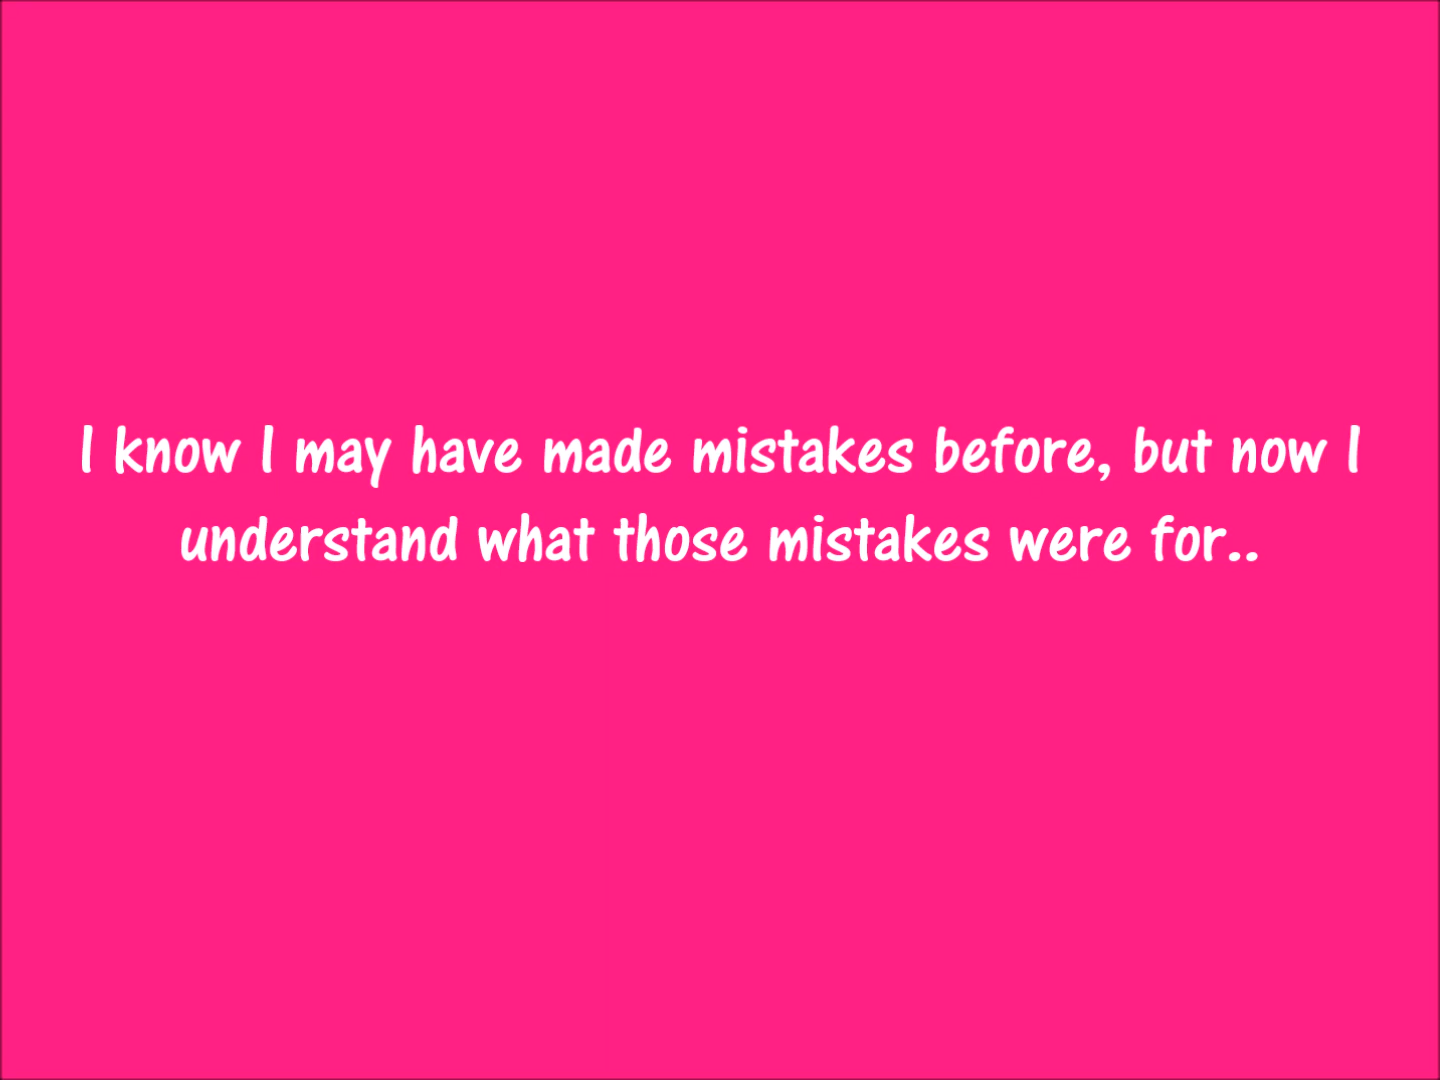 I know I may have made mistakes before, but now I
understand what those mistakes were for..